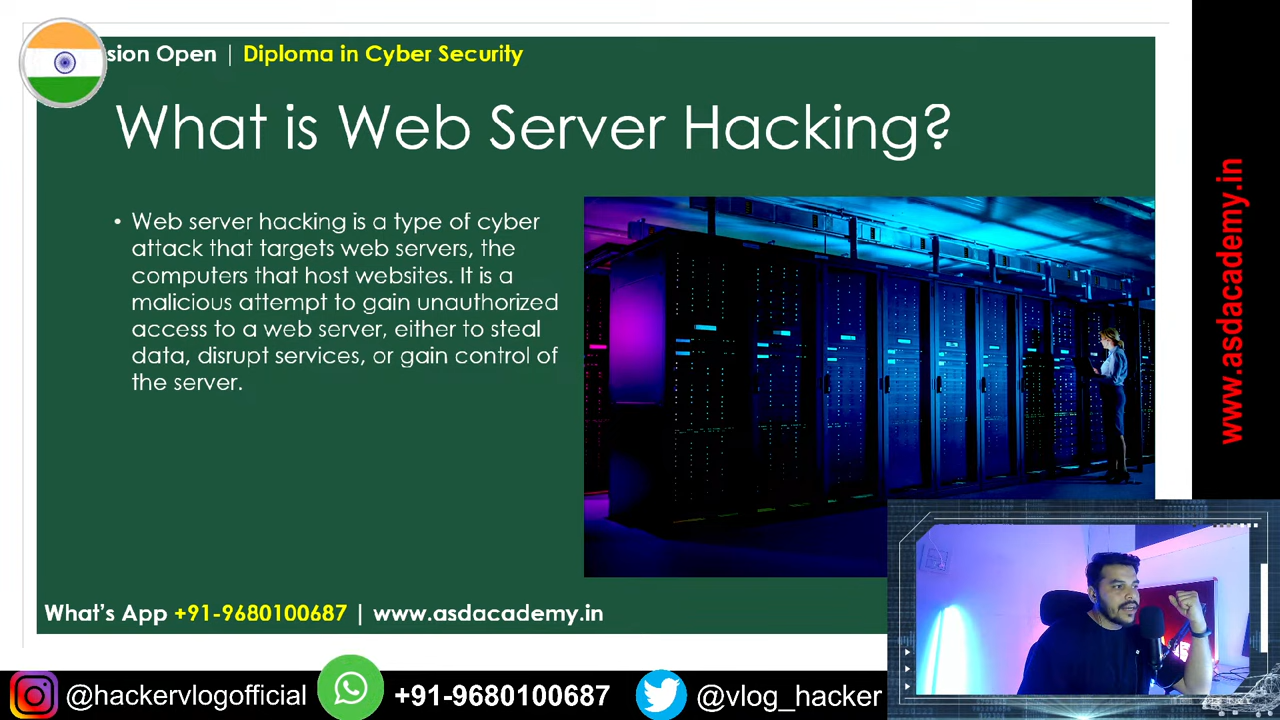 sion Open | Diploma in Cyber Security
What is Web Server Hacking?
• Web server hacking is a type of cyber
attack that targets web servers, the
computers that host websites. It is a
malicious attempt to gain unauthorized
access to a web server, either to steal
data, disrupt services, or gain control of
the server.
What's App +91-9680100687 | www.asdacademy.in
www.asdacademy.in
@hackervlogofficial
+91-9680100687
@vlog_hacker